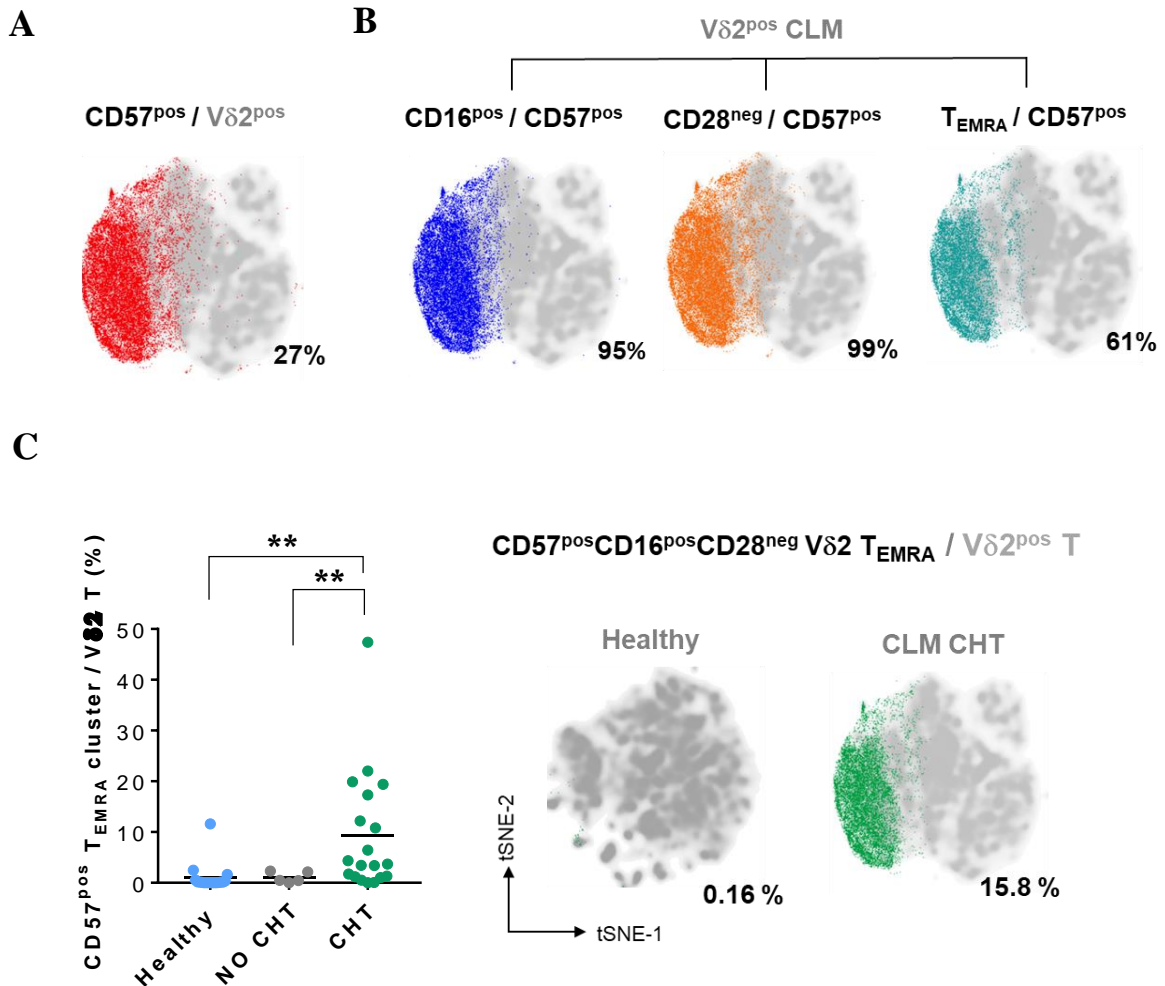 A
B
Vδ2pos CLM
CD57pos / Vδ2pos
CD16pos / CD57pos
CD28neg / CD57pos
TEMRA / CD57pos
27%
95%
99%
61%
C
CD57pos TEMRA cluster / Vδ2 T (%)
**
**
50
40
30
20
10
0
Healthy
NO CHT
CHT
CD57posCD16posCD28neg Vδ2 TEMRA / Vδ2pos T
Healthy
CLM CHT
tSNE-2
tSNE-1
0.16 %
15.8 %